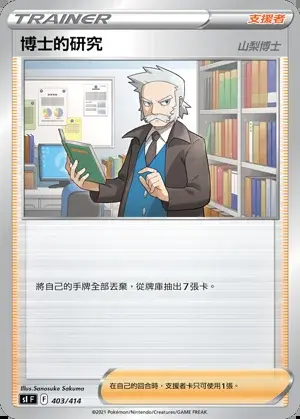 TRAINER
支援者
博士的研究
山梨博士
將自己的手牌全部丟棄，從牌庫抽出7張卡。
Illus.Sanosuke Sakuma
sI F F 403/414
在自己的回合時，支援者卡只可使用1張。
©2021 Pokémon/Nintendo/Creatures/GAME FREAK.